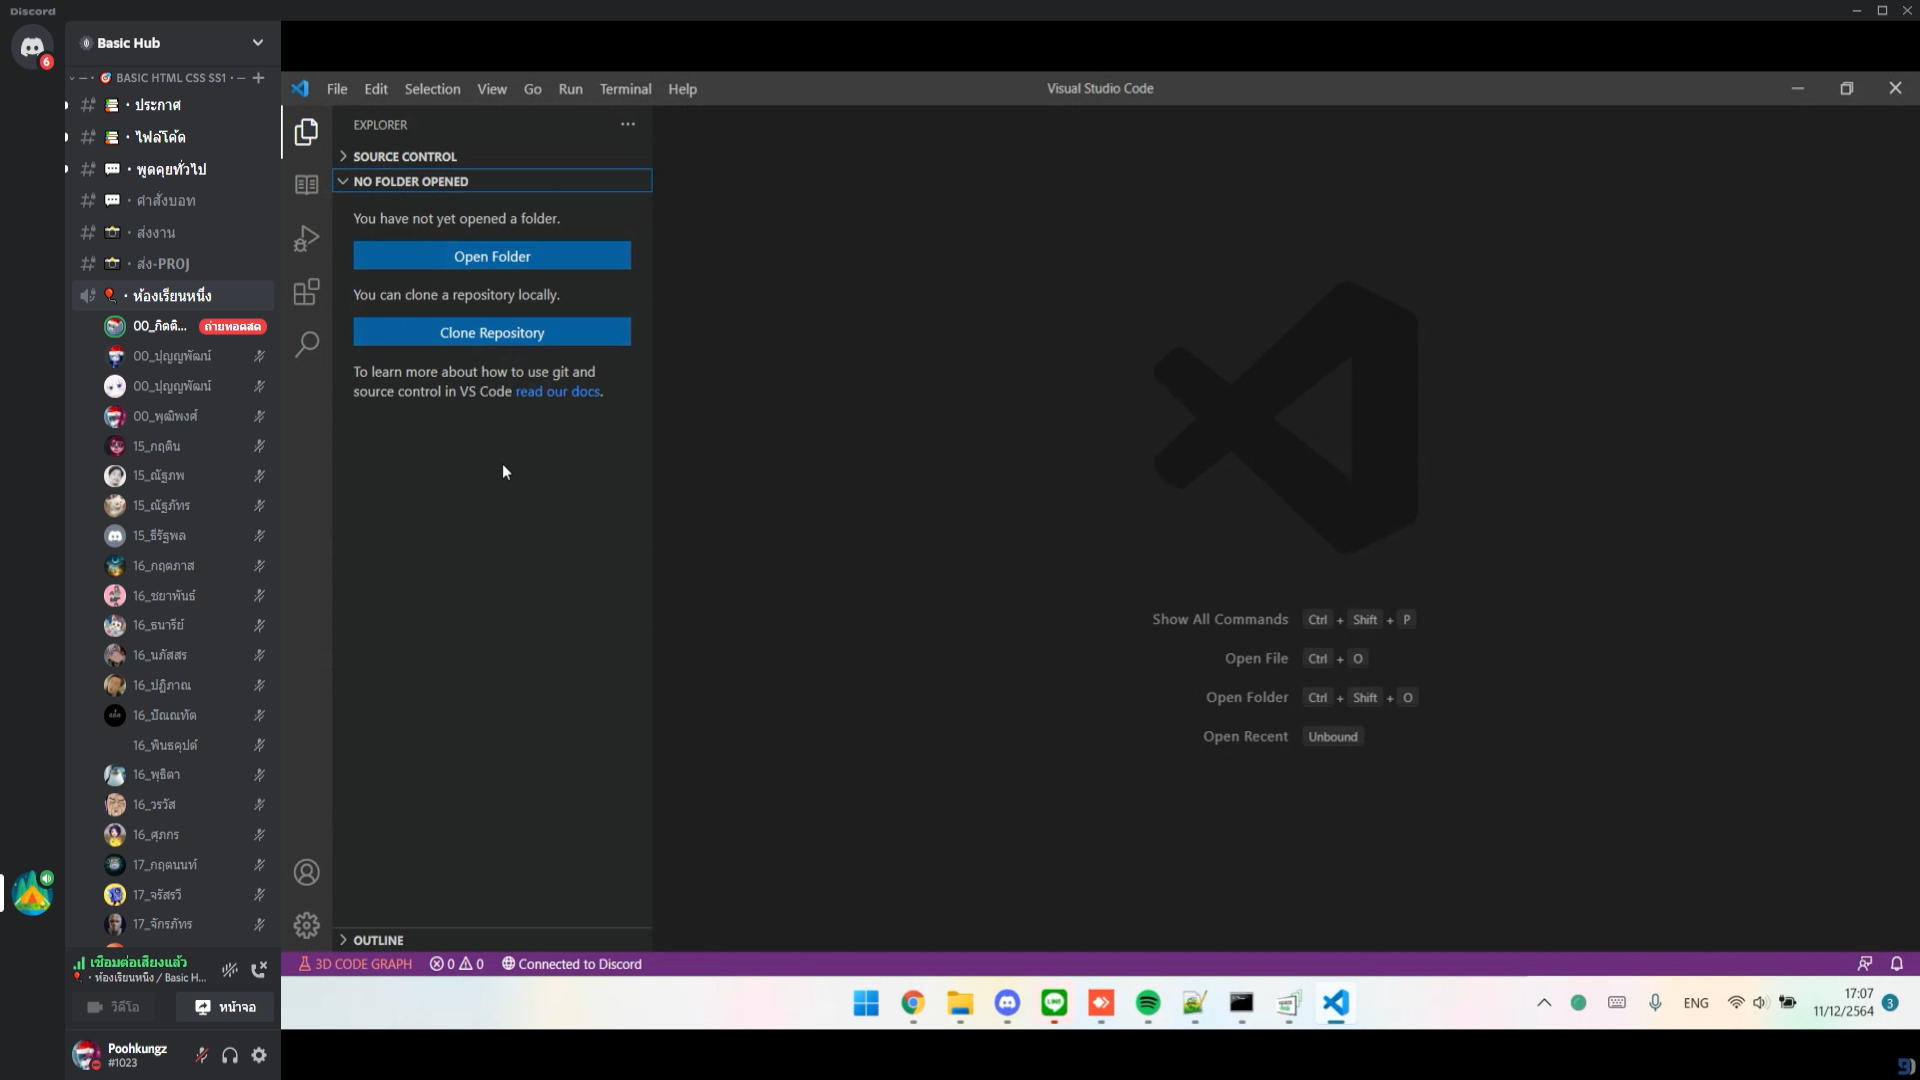 Discord
Basic Hub
BASIC HTML CSS SS1
ประกาศ
ไฟล์โค้ด
พูดคุยทั่วไป
คำสั่งบอท
ส่งงาน
ส่ง-PROJ
ห้องเรียนหนึ่ง
00_กิตติ... ถ่ายทอดสด
00_ปุญญพัฒน์
00_ปุญญพัฒน์
00_พุฒิพงศ์
15_กฤติน
15_ณัฐภพ
15_ณัฐภัทร
15_ธีรัฐพล
16_กฤตภาส
16_ชยาพันธ์
16_ธนารีย์
16_นภัสสร
16_ปฏิภาณ
16_ปัณณทัต
16_พินธคุปต์
16_พุธิตา
16_วรวัส
16_ศุภกร
17_กฤตนนท์
17_จรัสรวี
17_จักรภัทร
เชื่อมต่อเสียงแล้ว
ห้องเรียนหนึ่ง / Basic H...
วิดีโอ
หน้าจอ
Poohkungz
#1023
6
File Edit Selection View Go Run Terminal Help
Visual Studio Code
EXPLORER
SOURCE CONTROL
NO FOLDER OPENED
You have not yet opened a folder.
Open Folder
You can clone a repository locally.
Clone Repository
To learn more about how to use git and
source control in VS Code read our docs.
OUTLINE
Show All Commands Ctrl + Shift + P
Open File Ctrl + O
Open Folder Ctrl + Shift + O
Open Recent Unbound
3D CODE GRAPH 0 0 Connected to Discord
LINE
ENG
17:07
11/12/2564
3